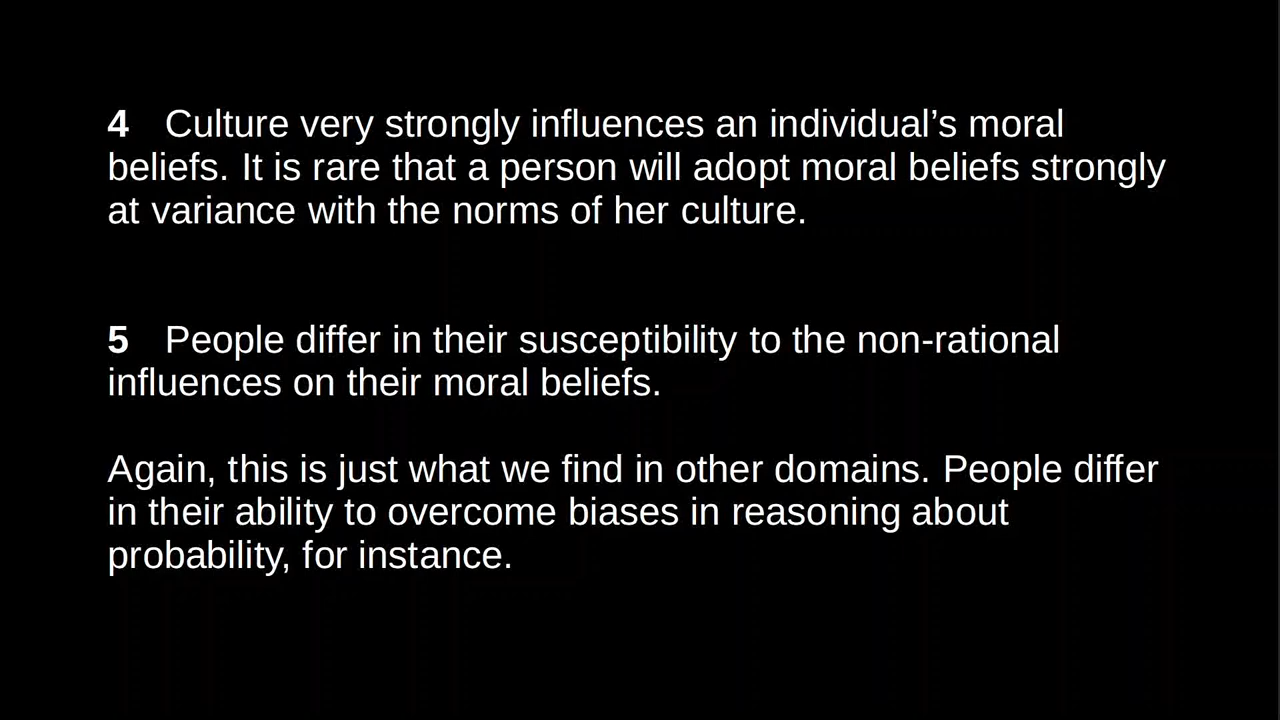 4 Culture very strongly influences an individual’s moral
beliefs. It is rare that a person will adopt moral beliefs strongly
at variance with the norms of her culture.
5 People differ in their susceptibility to the non-rational
influences on their moral beliefs.
Again, this is just what we find in other domains. People differ
in their ability to overcome biases in reasoning about
probability, for instance.